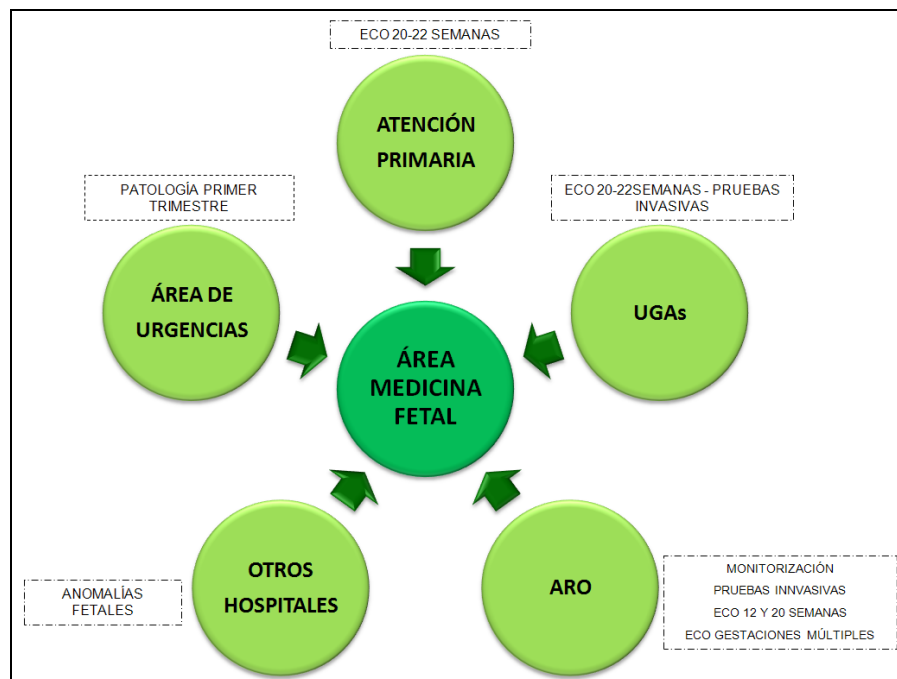 ECO 20-22 SEMANAS
ATENCIÓN
PRIMARIA
PATOLOGÍA PRIMER
TRIMESTRE
ÁREA DE
URGENCIAS
ECO 20-22SEMANAS - PRUEBAS
INVASIVAS
UGAs
ÁREA
MEDICINA
FETAL
ANOMALÍAS
FETALES
OTROS
HOSPITALES
ARO
MONITORIZACIÓN
PRUEBAS INNVASIVAS
ECO 12 Y 20 SEMANAS
ECO GESTACIONES MÚLTIPLES